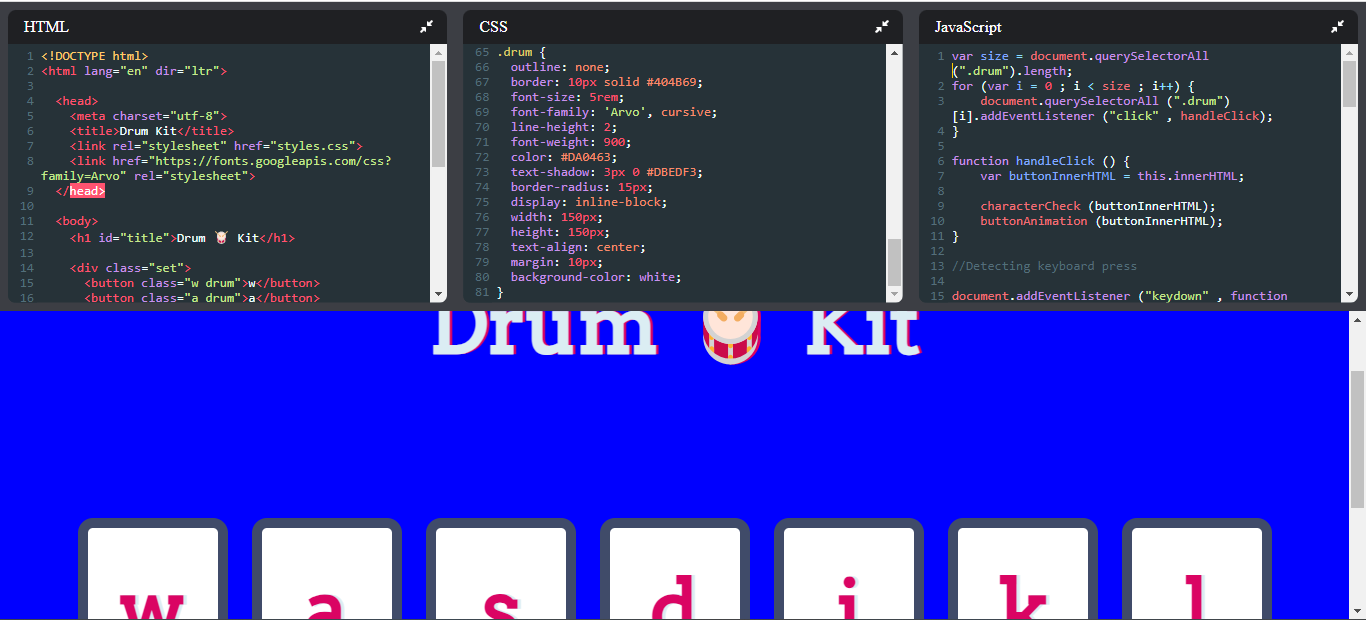 HTML
1 <!DOCTYPE html>
2 <html lang="en" dir="ltr">
3
4 <head>
5 <meta charset="utf-8">
6 <title>Drum Kit</title>
7 <link rel="stylesheet" href="styles.css">
8 <link href="https://fonts.googleapis.com/css?
family=Arvo" rel="stylesheet">
9 </head>
10
11 <body>
12 <h1 id="title">Drum 🥁 Kit</h1>
13
14 <div class="set">
15 <button class="w drum">w</button>
16 <button class="a drum">a</button>
CSS
65 .drum {
66 outline: none;
67 border: 10px solid #404B69;
68 font-size: 5rem;
69 font-family: 'Arvo', cursive;
70 line-height: 2;
71 font-weight: 900;
72 color: #DA0463;
73 text-shadow: 3px 0 #DBEDF3;
74 border-radius: 15px;
75 display: inline-block;
76 width: 150px;
77 height: 150px;
78 text-align: center;
79 margin: 10px;
80 background-color: white;
81 }
JavaScript
1 var size = document.querySelectorAll
(".drum").length;
2 for (var i = 0 ; i < size ; i++) {
3 document.querySelectorAll (".drum")
[i].addEventListener ("click" , handleClick);
4 }
5
6 function handleClick () {
7 var buttonInnerHTML = this.innerHTML;
8
9 characterCheck (buttonInnerHTML);
10 buttonAnimation (buttonInnerHTML);
11 }
12
13 //Detecting keyboard press
14
15 document.addEventListener ("keydown" , function
Drum 🥁 Kit
w a s d i k l